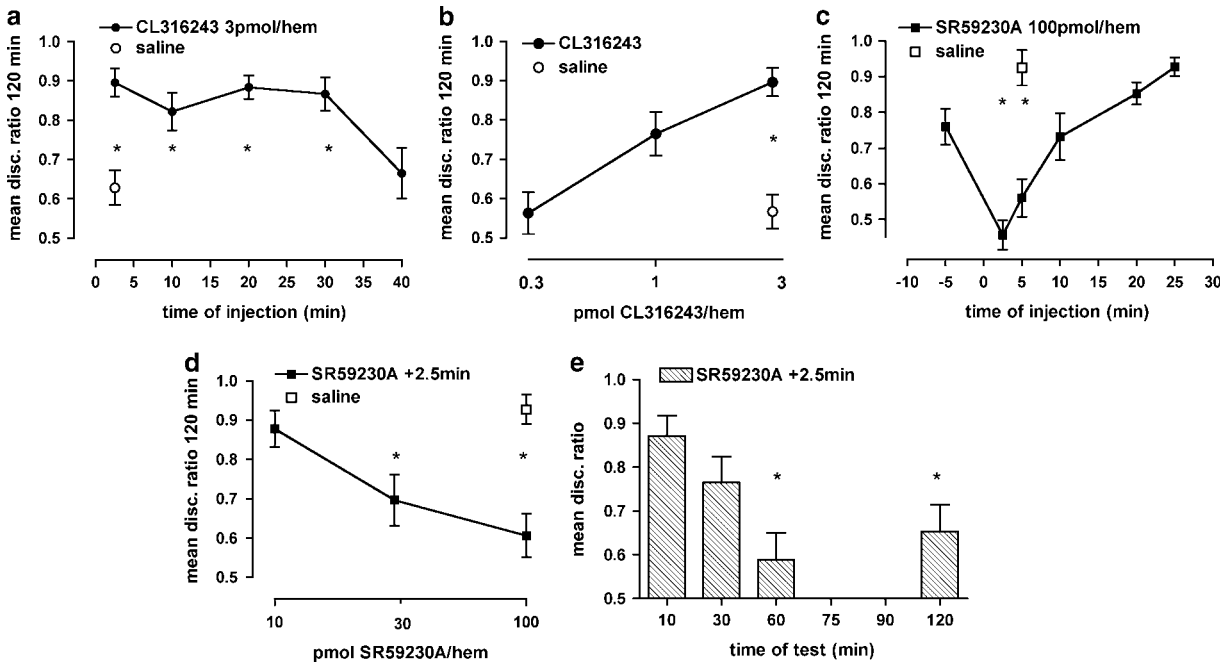 a
CL316243 3pmol/hem
saline
mean disc. ratio 120 min
1.0
0.9
0.8
0.7
0.6
0.5
*
*
*
*
0 5 10 15 20 25 30 35 40
time of injection (min)
b
CL316243
saline
mean disc. ratio 120 min
1.0
0.9
0.8
0.7
0.6
0.5
*
0.3 1 3
pmol CL316243/hem
c
SR59230A 100pmol/hem
saline
mean disc. ratio 120 min
1.0
0.9
0.8
0.7
0.6
0.5
* *
-10 -5 0 5 10 15 20 25 30
time of injection (min)
d
SR59230A +2.5min
saline
mean disc. ratio 120 min
1.0
0.9
0.8
0.7
0.6
0.5
* *
10 30 100
pmol SR59230A/hem
e
SR59230A +2.5min
mean disc. ratio
1.0
0.9
0.8
0.7
0.6
0.5
* *
10 30 60 75 90 120
time of test (min)